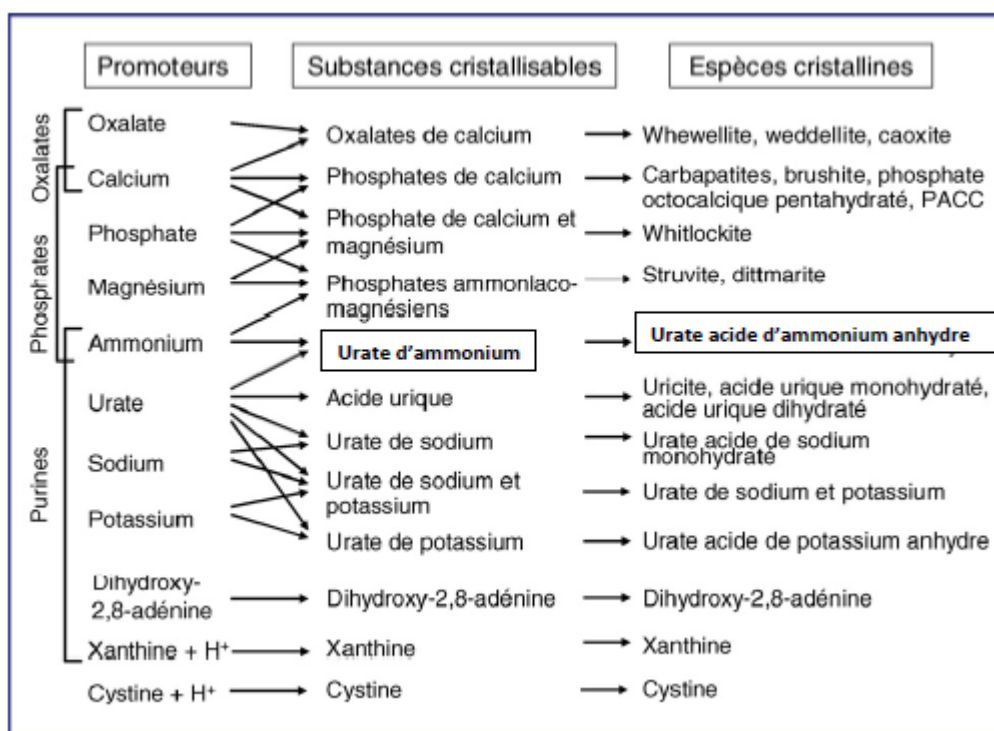 Promoteurs Substances cristallisables Espèces cristallines
Oxalates
Oxalate Oxalates de calcium Whewellite, weddellite, caoxite
Calcium Phosphates de calcium Carbapatites, brushite, phosphate
octocalcique pentahydraté, PACC
Phosphates
Phosphate Phosphate de calcium et
magnésium Whitlockite
Magnésium Phosphates ammonlaco-
magnésiens Struvite, dittmarite
Ammonium Urate d'ammonium Urate acide d'ammonium anhydre
Purines
Urate Acide urique Uricite, acide urique monohydraté,
acide urique dihydraté
Sodium Urate de sodium Urate acide de sodium
monohydraté
Urate de sodium et
potassium Urate de sodium et potassium
Potassium Urate de potassium Urate acide de potassium anhydre
Dihydroxy-
2,8-adénine Dihydroxy-2,8-adénine Dihydroxy-2,8-adénine
Xanthine + H⁺ Xanthine Xanthine
Cystine + H⁺ Cystine Cystine